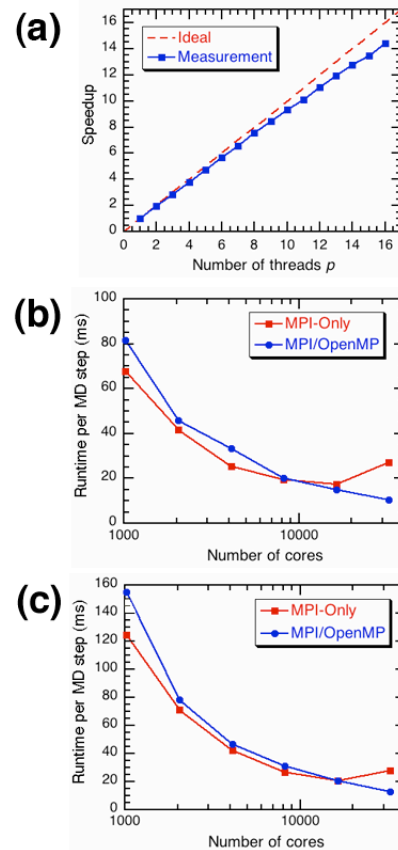 (a)
16
14
12
10
8
6
4
2
0
Speedup
Ideal
Measurement
0 2 4 6 8 10 12 14 16
Number of threads p
(b)
100
80
60
40
20
0
Runtime per MD step (ms)
MPI-Only
MPI/OpenMP
1000 10000
Number of cores
(c)
160
140
120
100
80
60
40
20
0
Runtime per MD step (ms)
MPI-Only
MPI/OpenMP
1000 10000
Number of cores